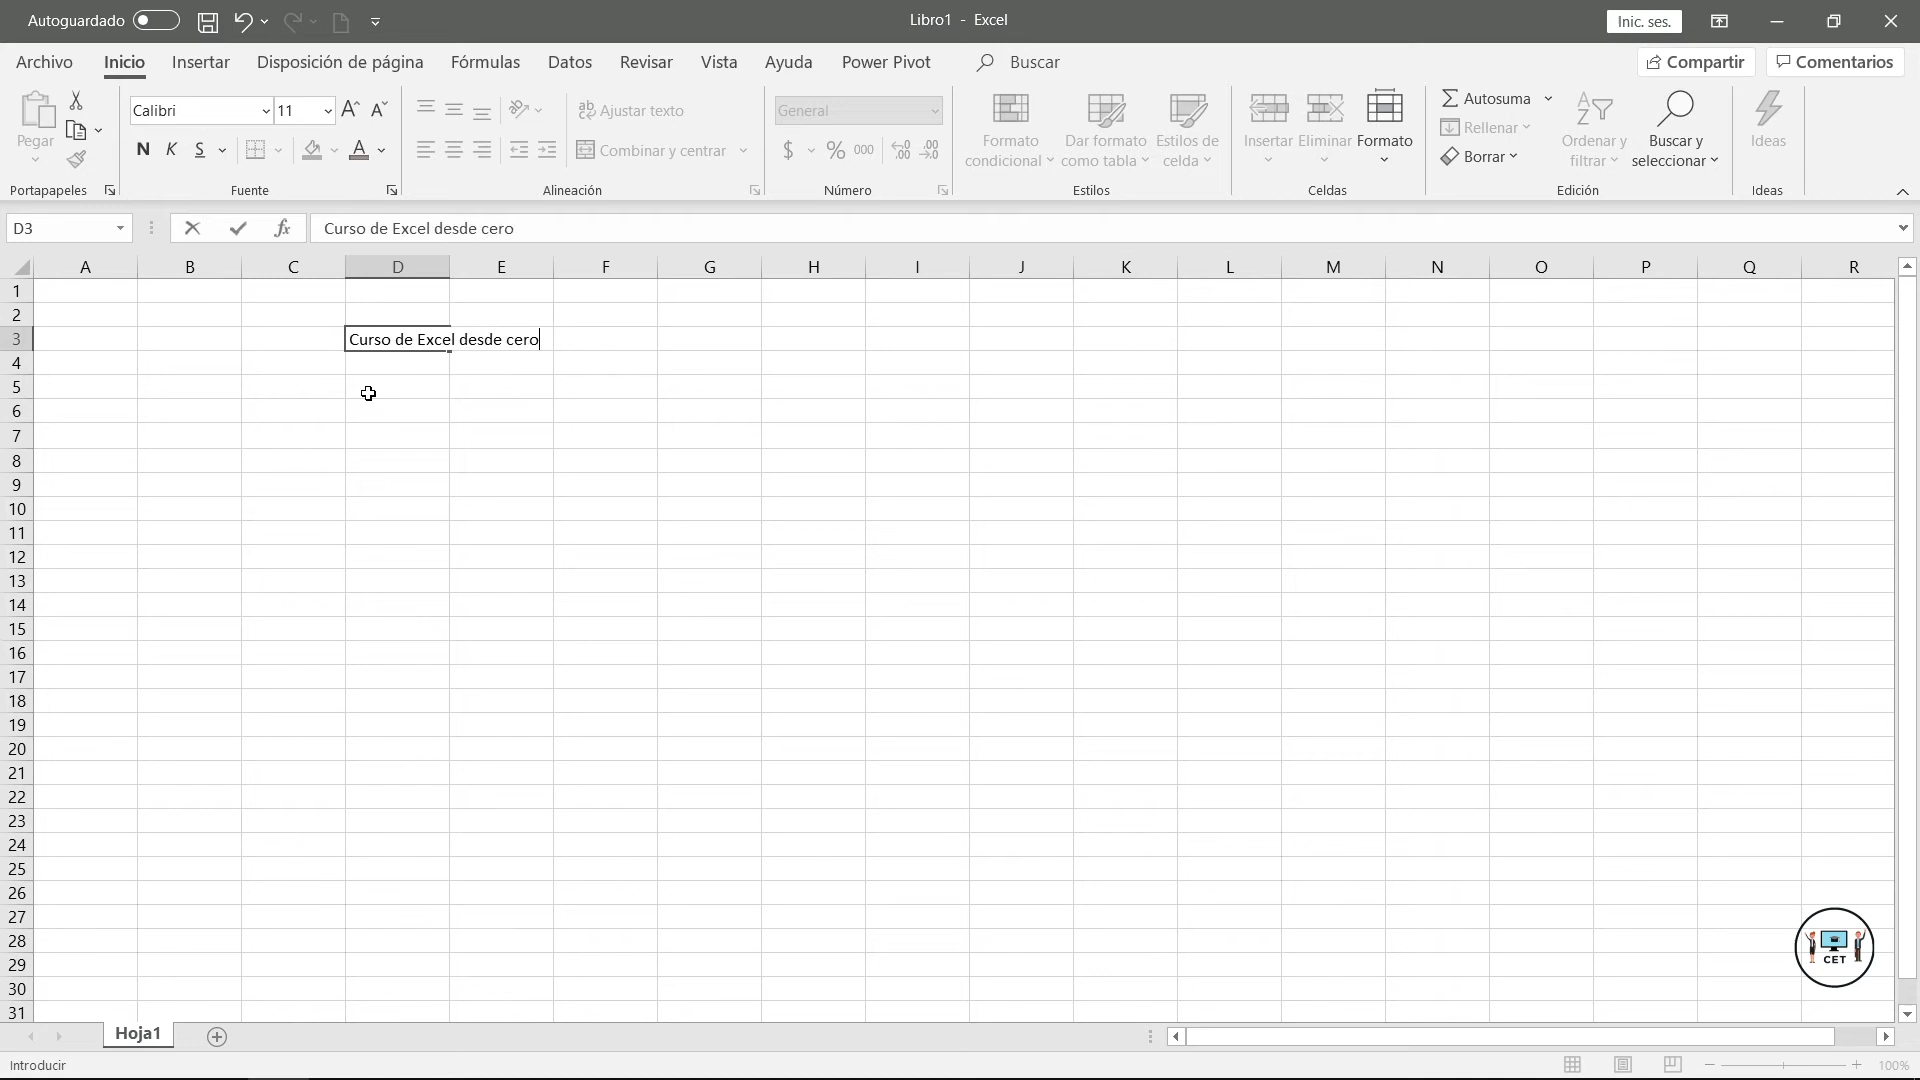 Autoguardado
Libro1 - Excel
Inic. ses.
Archivo Inicio Insertar Disposición de página Fórmulas Datos Revisar Vista Ayuda Power Pivot Buscar Compartir Comentarios
Pegar
Portapapeles
Calibri 11
N K S A
Fuente
ab Ajustar texto
Combinar y centrar
Alineación
General
$ % 000
Número
Formato condicional
Dar formato como tabla
Estilos de celda
Estilos
Insertar Eliminar Formato
Celdas
Autosuma
Rellenar
Borrar
Ordenar y filtrar
Buscar y seleccionar
Edición
Ideas
Ideas
D3 fx Curso de Excel desde cero
A B C D E F G H I J K L M N O P Q R
1
2
3 Curso de Excel desde cero
4
5
6
7
8
9
10
11
12
13
14
15
16
17
18
19
20
21
22
23
24
25
26
27
28
29
30
31
CET
Hoja1
Introducir
100%